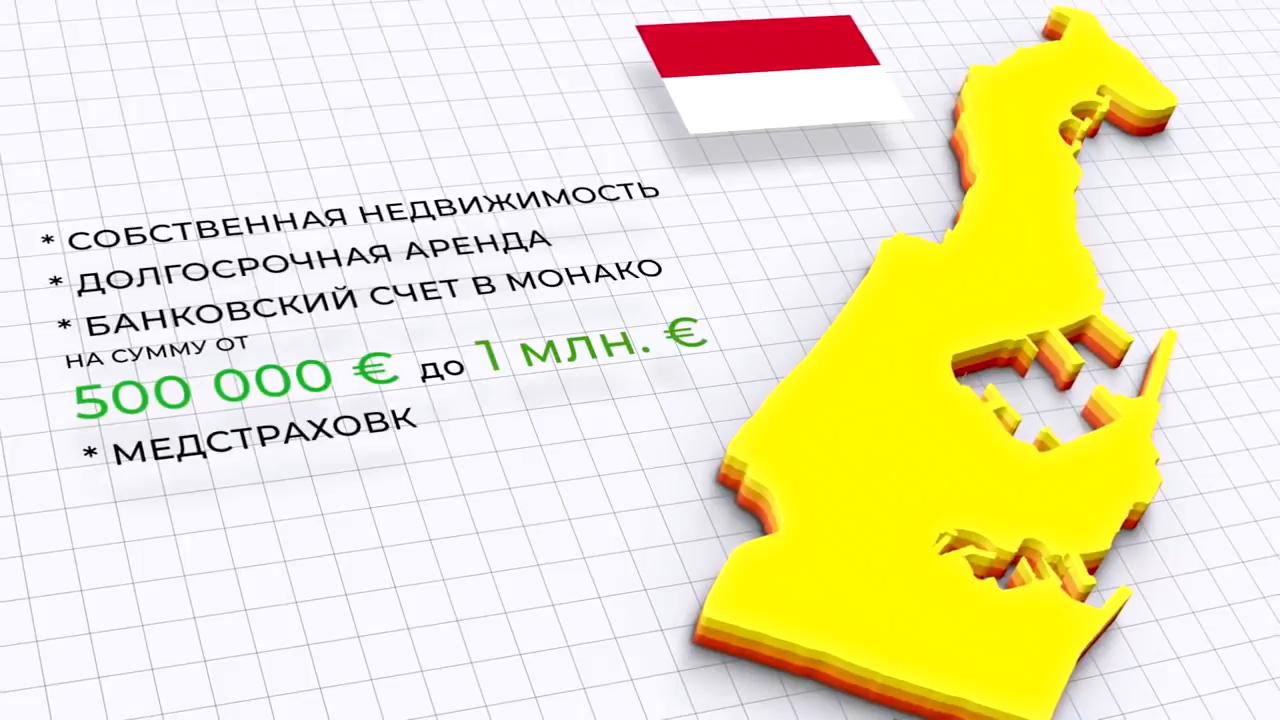 * СОБСТВЕННАЯ НЕДВИЖИМОСТЬ
* ДОЛГОСРОЧНАЯ АРЕНДА
* БАНКОВСКИЙ СЧЕТ В МОНАКО
НА СУММУ ОТ
500 000 € до 1 млн. €
* МЕДСТРАХОВК